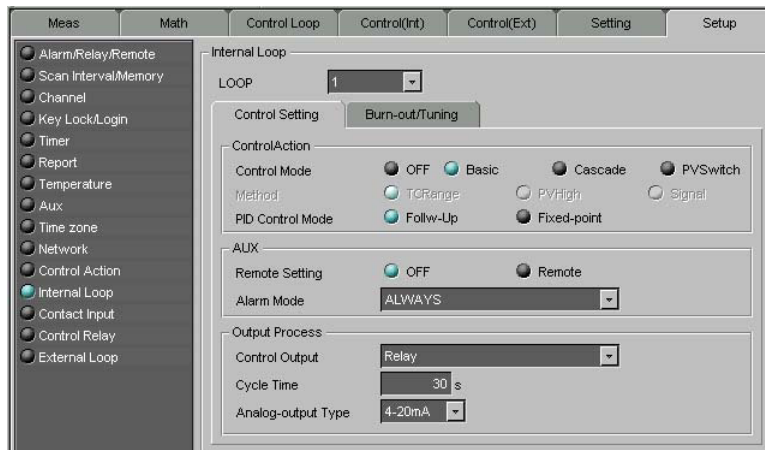 Meas Math Control Loop Control(Int) Control(Ext) Setting Setup
Alarm/Relay/Remote
Scan Interval/Memory
Channel
Key Lock/Login
Timer
Report
Temperature
Aux
Time zone
Network
Control Action
Internal Loop
Contact Input
Control Relay
External Loop
Internal Loop
LOOP 1
Control Setting Burn-out/Tuning
ControlAction
Control Mode OFF Basic Cascade PVSwitch
Method TCRange PVHigh Signal
PID Control Mode Follw-Up Fixed-point
AUX
Remote Setting OFF Remote
Alarm Mode ALWAYS
Output Process
Control Output Relay
Cycle Time 30 s
Analog-output Type 4-20mA